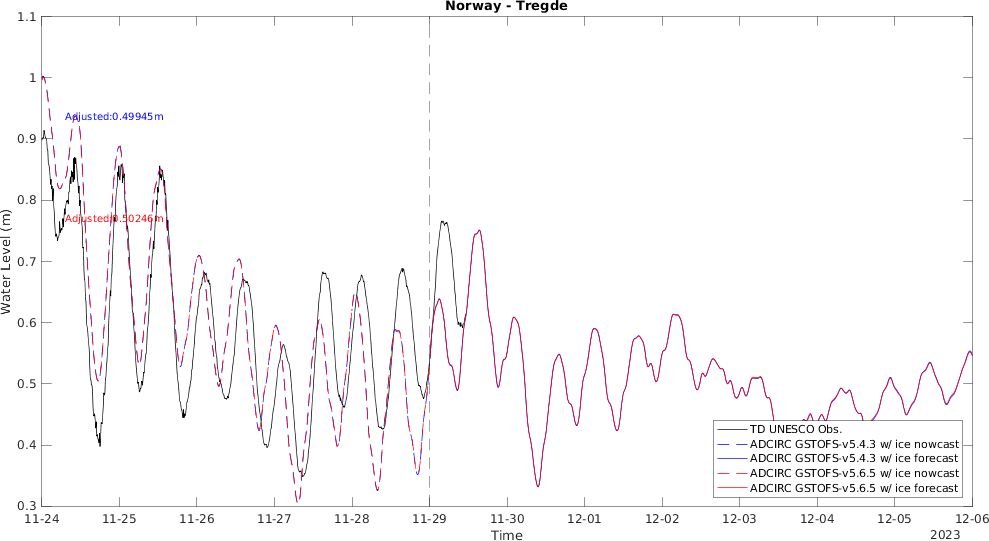 Norway - Tregde
1.1
1
0.9
0.8
0.7
0.6
0.5
0.4
0.3
Water Level (m)
Adjusted:0.49945m
Adjusted:0.50246m
TD UNESCO Obs.
ADCIRC GSTOFS-v5.4.3 w/ ice nowcast
ADCIRC GSTOFS-v5.4.3 w/ ice forecast
ADCIRC GSTOFS-v5.6.5 w/ ice nowcast
ADCIRC GSTOFS-v5.6.5 w/ ice forecast
11-24 11-25 11-26 11-27 11-28 11-29 11-30 12-01 12-02 12-03 12-04 12-05 12-06
Time
2023